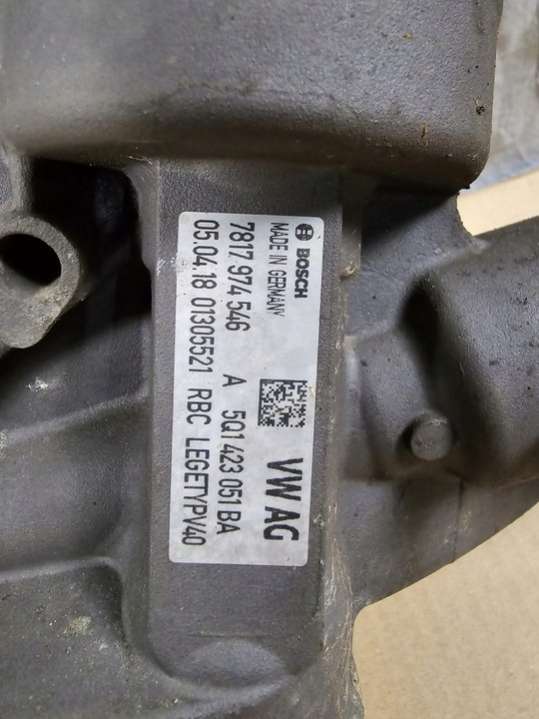 BOSCH
MADE IN GERMANY
VW AG
7817 974 546 A 5Q1 423 051 BA
05.04.18 01305521 RBC LEGETYPV40